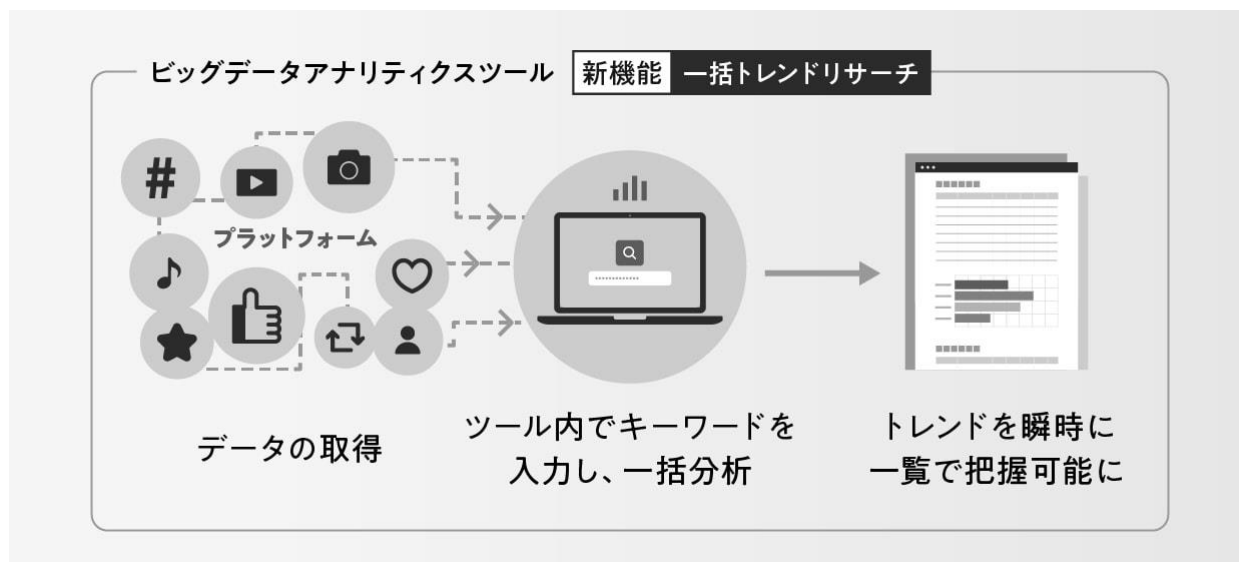 ビッグデータアナリティクスツール 新機能 一括トレンドリサーチ
#
プラットフォーム
データの取得
ツール内でキーワードを
入力し、一括分析
トレンドを瞬時に
一覧で把握可能に